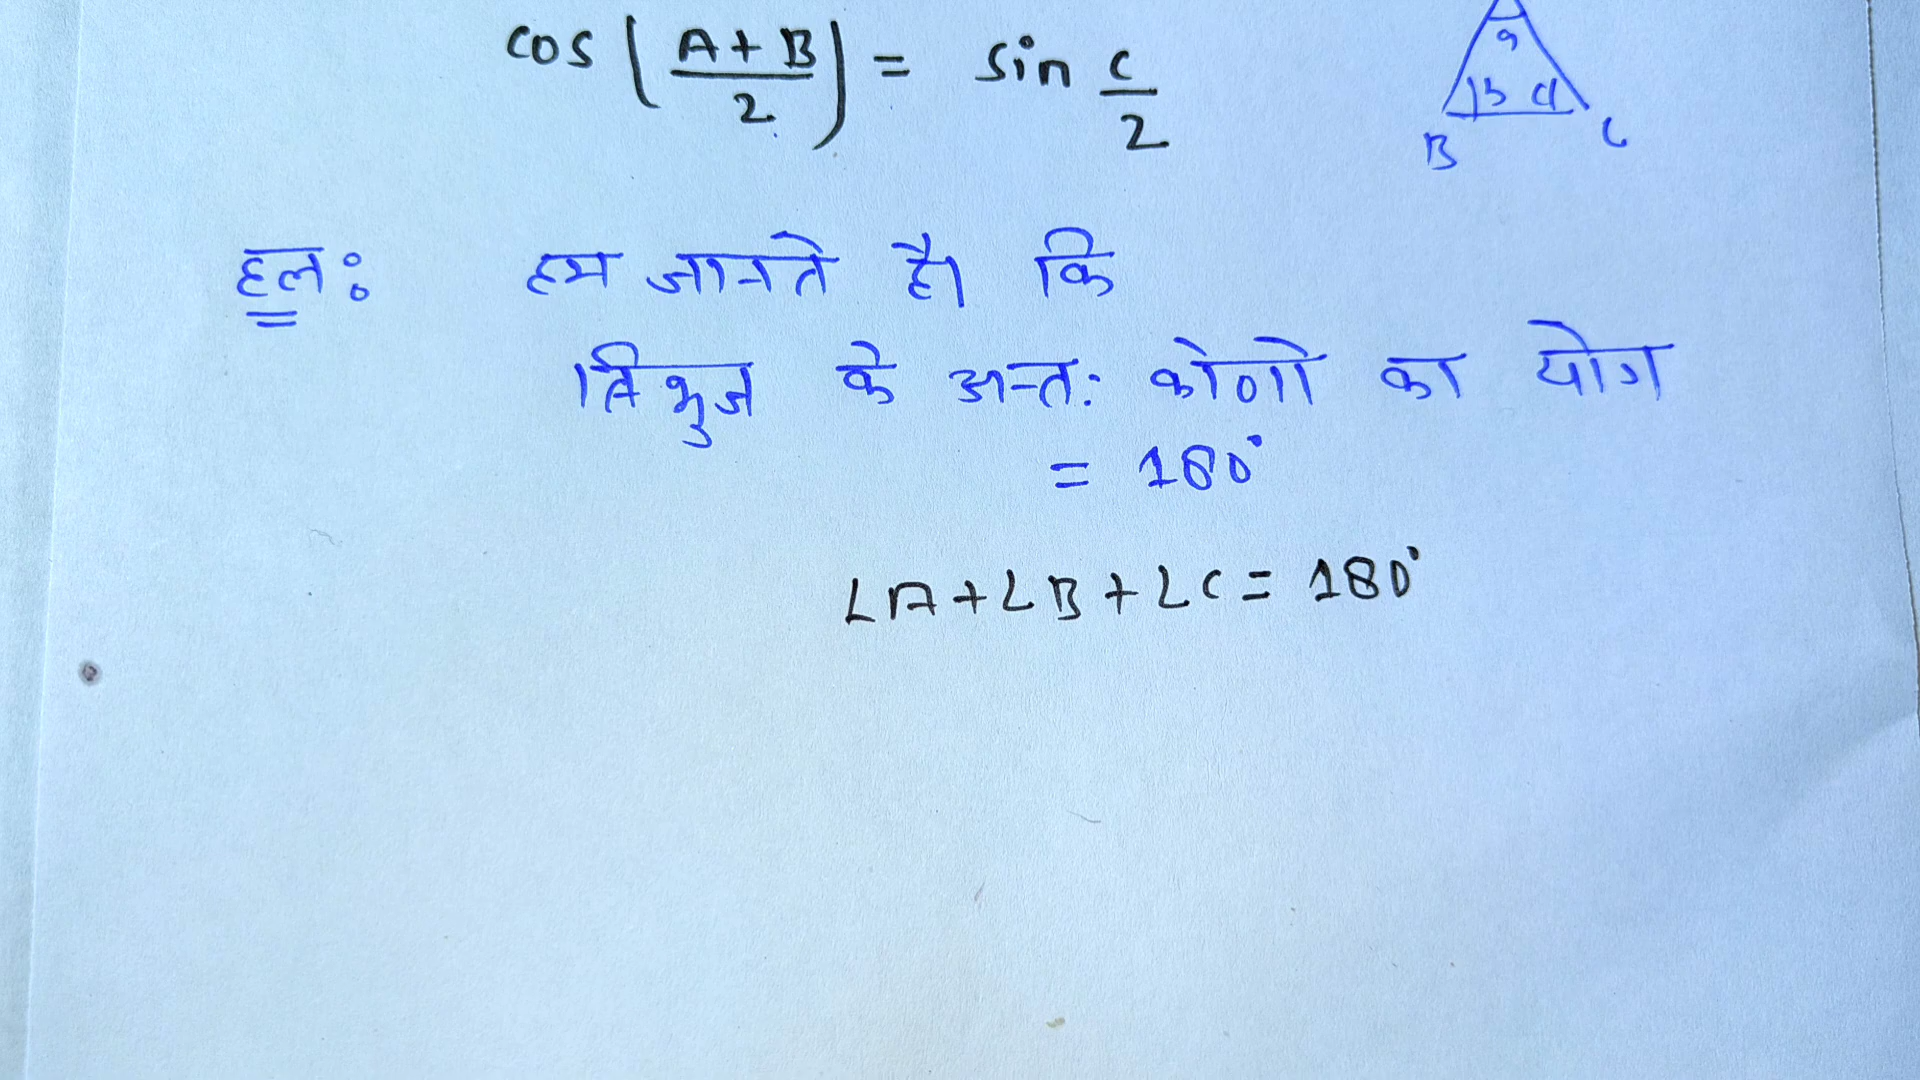 cos (A+B/2) = sin C/2
a
b c
B C
हल: हम जानते है। कि
त्रिभुज के अन्त: कोणो का योग
= 180°
∠A+∠B+∠C= 180°